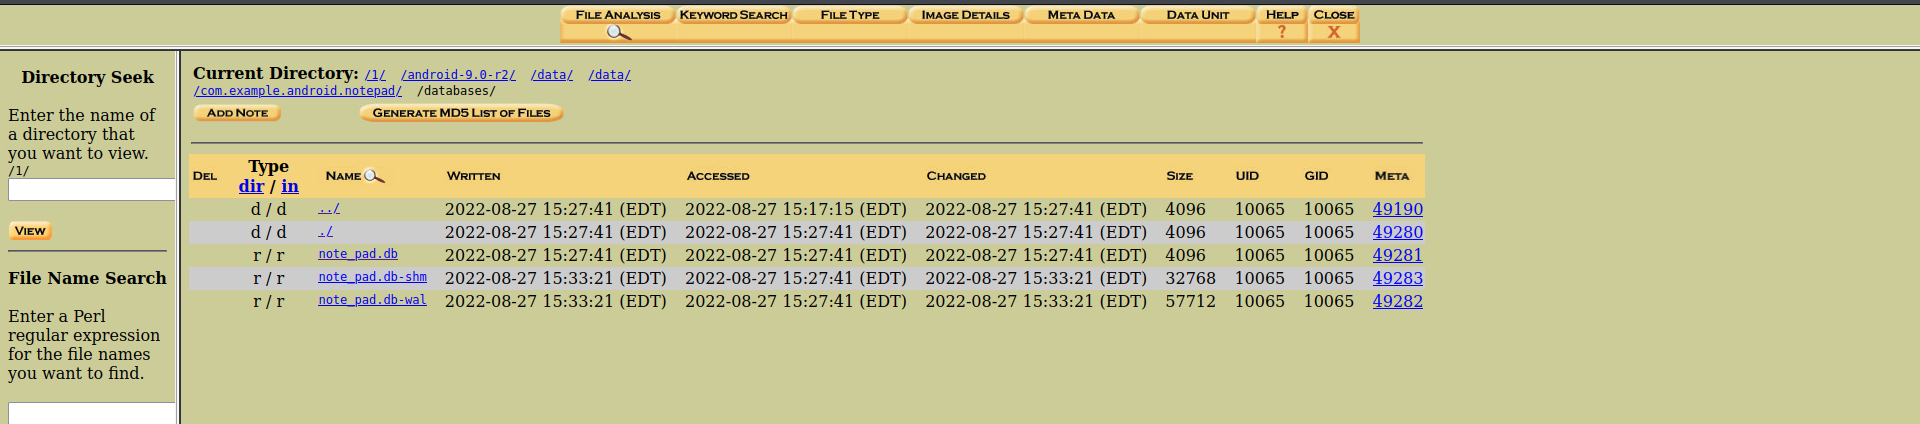 FILE ANALYSIS KEYWORD SEARCH FILE TYPE IMAGE DETAILS META DATA DATA UNIT HELP CLOSE
? X
Directory Seek
Enter the name of
a directory that
you want to view.
/1/
VIEW
File Name Search
Enter a Perl
regular expression
for the file names
you want to find.
Current Directory: /1/ /android-9.0-r2/ /data/ /data/
/com.example.android.notepad/ /databases/
ADD NOTE GENERATE MD5 LIST OF FILES
DEL Type dir / in NAME WRITTEN ACCESSED CHANGED SIZE UID GID META
d / d ../ 2022-08-27 15:27:41 (EDT) 2022-08-27 15:17:15 (EDT) 2022-08-27 15:27:41 (EDT) 4096 10065 10065 49190
d / d ./ 2022-08-27 15:27:41 (EDT) 2022-08-27 15:27:41 (EDT) 2022-08-27 15:27:41 (EDT) 4096 10065 10065 49280
r / r note_pad.db 2022-08-27 15:27:41 (EDT) 2022-08-27 15:27:41 (EDT) 2022-08-27 15:27:41 (EDT) 4096 10065 10065 49281
r / r note_pad.db-shm 2022-08-27 15:33:21 (EDT) 2022-08-27 15:27:41 (EDT) 2022-08-27 15:33:21 (EDT) 32768 10065 10065 49283
r / r note_pad.db-wal 2022-08-27 15:33:21 (EDT) 2022-08-27 15:27:41 (EDT) 2022-08-27 15:33:21 (EDT) 57712 10065 10065 49282